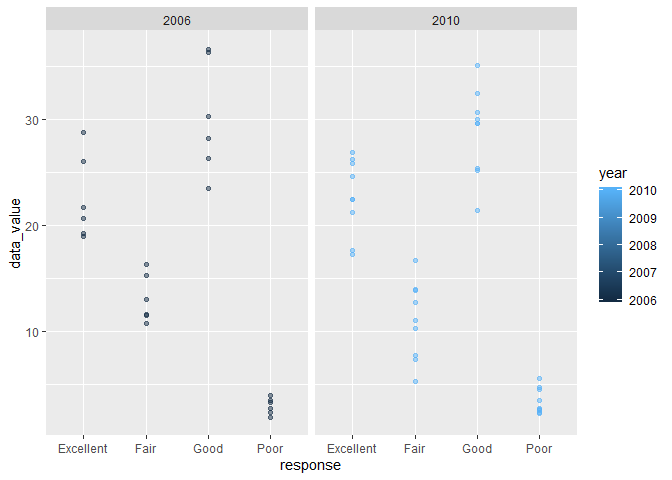 2006 2010
data_value
30
20
10
Excellent Fair Good Poor Excellent Fair Good Poor
response
year
2010
2009
2008
2007
2006